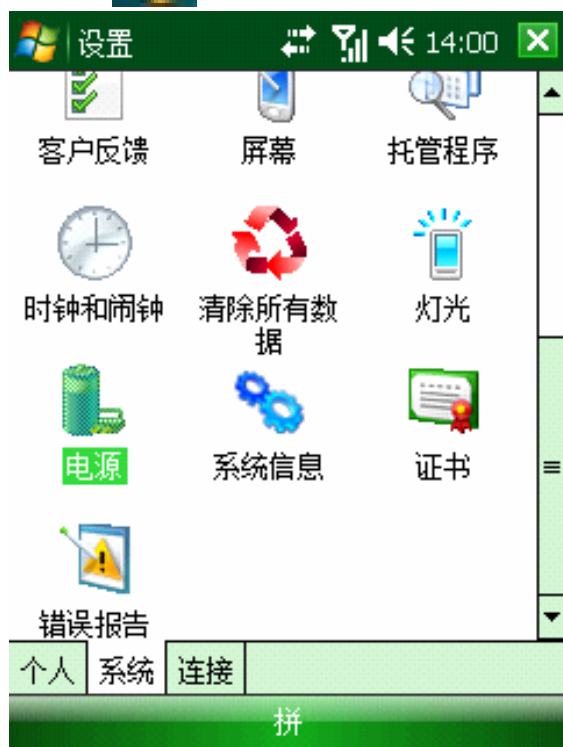 设置 14:00
客户反馈 屏幕 托管程序
时钟和闹钟 清除所有数据 灯光
电源 系统信息 证书
错误报告
个人 系统 连接
拼